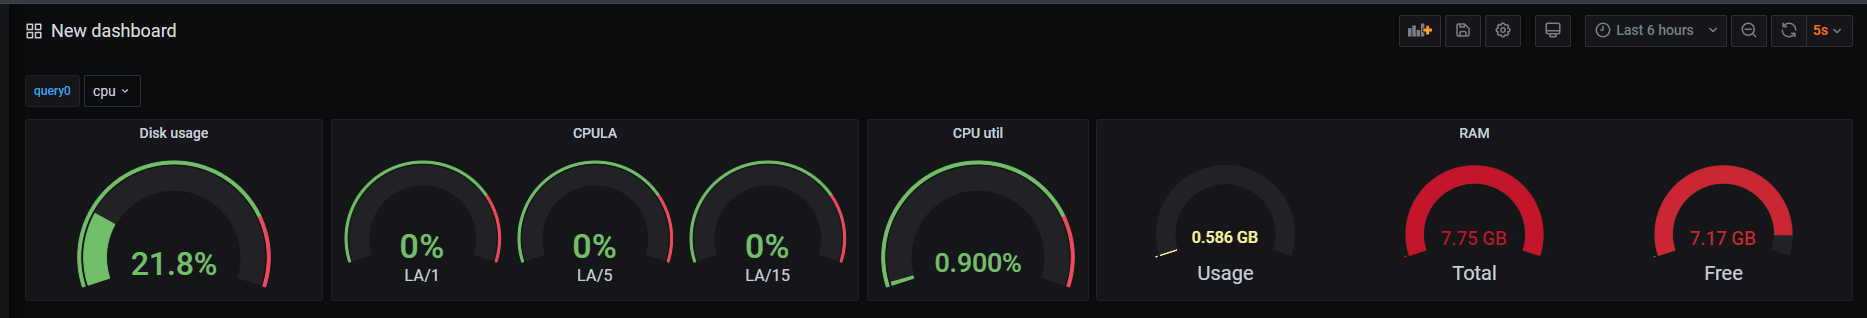 New dashboard
Last 6 hours
5s
query0
cpu
Disk usage
21.8%
CPULA
0%
LA/1
0%
LA/5
0%
LA/15
CPU util
0.900%
RAM
0.586 GB
Usage
7.75 GB
Total
7.17 GB
Free